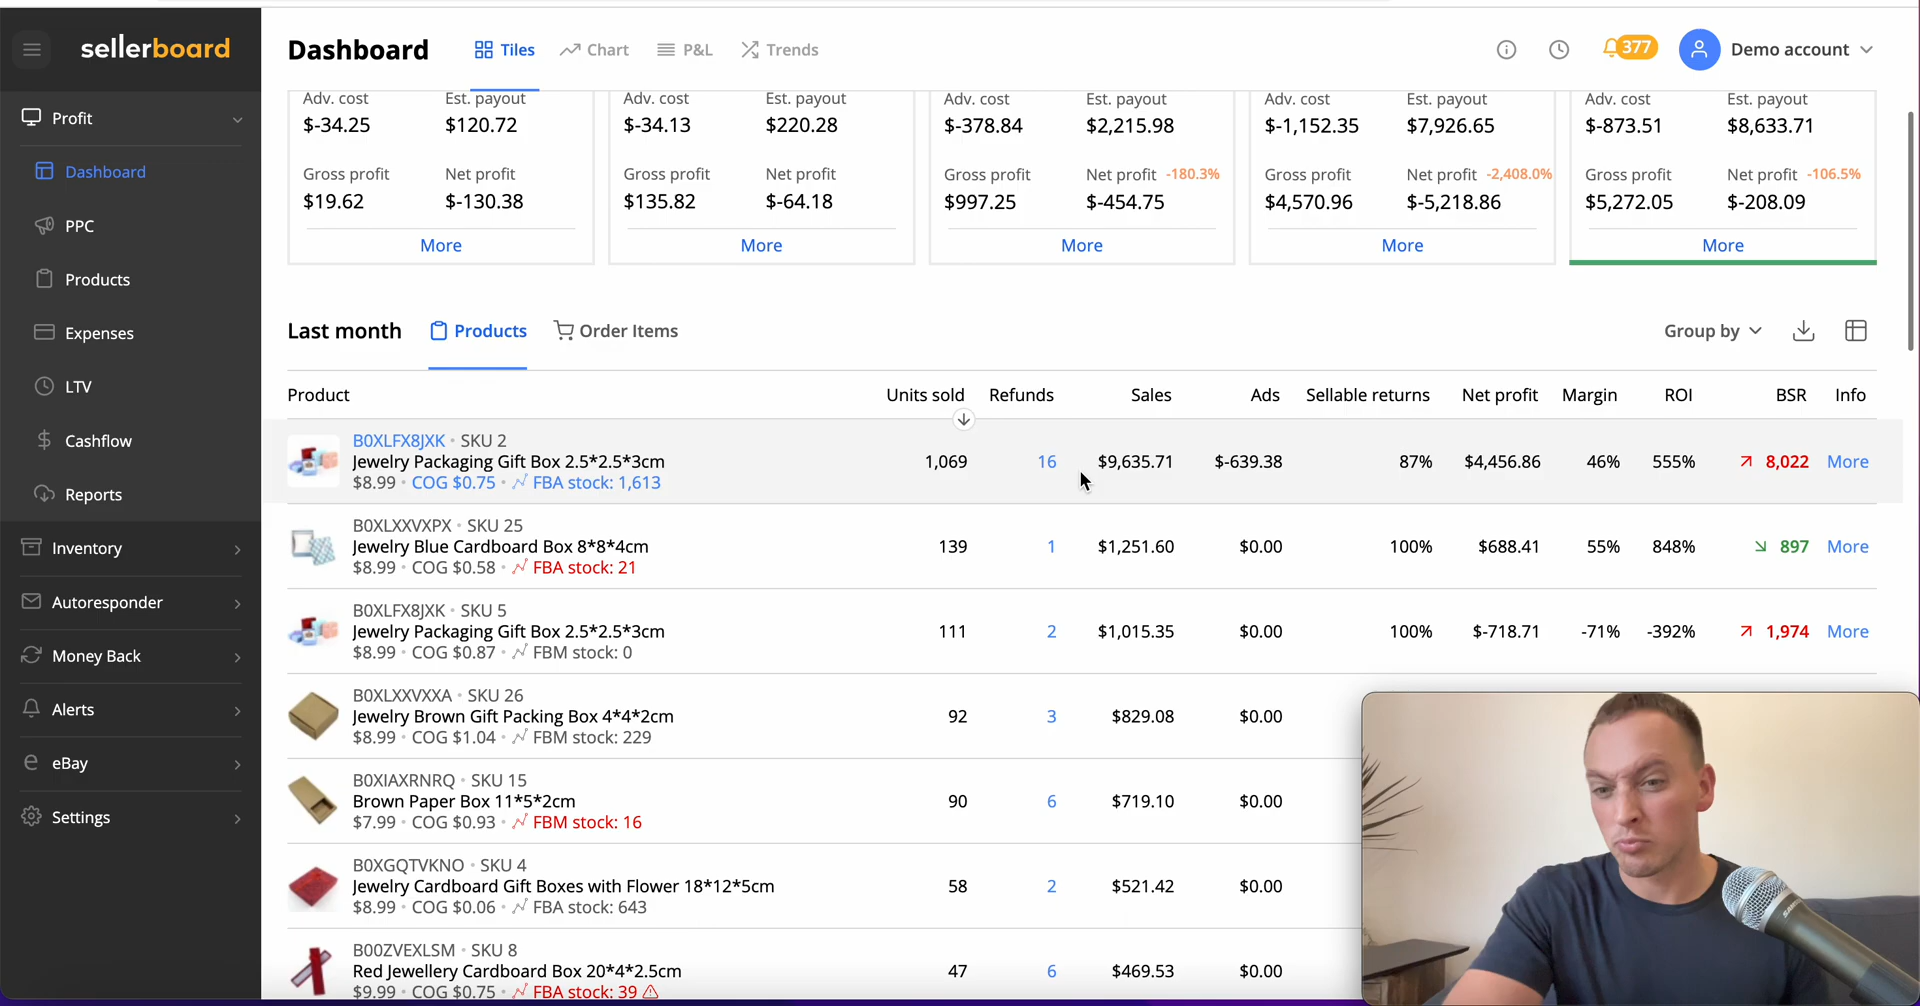 sellerboard
Dashboard
Tiles
Chart
P&L
Trends
377
Demo account
Profit
Dashboard
PPC
Products
Expenses
LTV
Cashflow
Reports
Inventory
Autoresponder
Money Back
Alerts
eBay
Settings
Adv. cost Est. payout Adv. cost Est. payout Adv. cost Est. payout Adv. cost Est. payout Adv. cost Est. payout
$-34.25 $120.72 $-34.13 $220.28 $-378.84 $2,215.98 $-1,152.35 $7,926.65 $-873.51 $8,633.71
Gross profit Net profit Gross profit Net profit Gross profit Net profit -180.3% Gross profit Net profit -2,408.0% Gross profit Net profit -106.5%
$19.62 $-130.38 $135.82 $-64.18 $997.25 $-454.75 $4,570.96 $-5,218.86 $5,272.05 $-208.09
More More More More More
Last month Products Order Items Group by
Product Units sold Refunds Sales Ads Sellable returns Net profit Margin ROI BSR Info
B0XLFX8JXK • SKU 2
Jewelry Packaging Gift Box 2.5*2.5*3cm 1,069 16 $9,635.71 $-639.38 87% $4,456.86 46% 555% 8,022 More
$8.99 • COG $0.75 • FBA stock: 1,613
B0XLXXVXPX • SKU 25
Jewelry Blue Cardboard Box 8*8*4cm 139 1 $1,251.60 $0.00 100% $688.41 55% 848% 897 More
$8.99 • COG $0.58 • FBA stock: 21
B0XLFX8JXK • SKU 5
Jewelry Packaging Gift Box 2.5*2.5*3cm 111 2 $1,015.35 $0.00 100% $-718.71 -71% -392% 1,974 More
$8.99 • COG $0.87 • FBM stock: 0
B0XLXXVXXA • SKU 26
Jewelry Brown Gift Packing Box 4*4*2cm 92 3 $829.08 $0.00
$8.99 • COG $1.04 • FBM stock: 229
B0XIAXRNRQ • SKU 15
Brown Paper Box 11*5*2cm 90 6 $719.10 $0.00
$7.99 • COG $0.93 • FBM stock: 16
B0XGQTVKNO • SKU 4
Jewelry Cardboard Gift Boxes with Flower 18*12*5cm 58 2 $521.42 $0.00
$8.99 • COG $0.06 • FBA stock: 643
B00ZVEXLSM • SKU 8
Red Jewellery Cardboard Box 20*4*2.5cm 47 6 $469.53 $0.00
$9.99 • COG $0.75 • FBA stock: 39